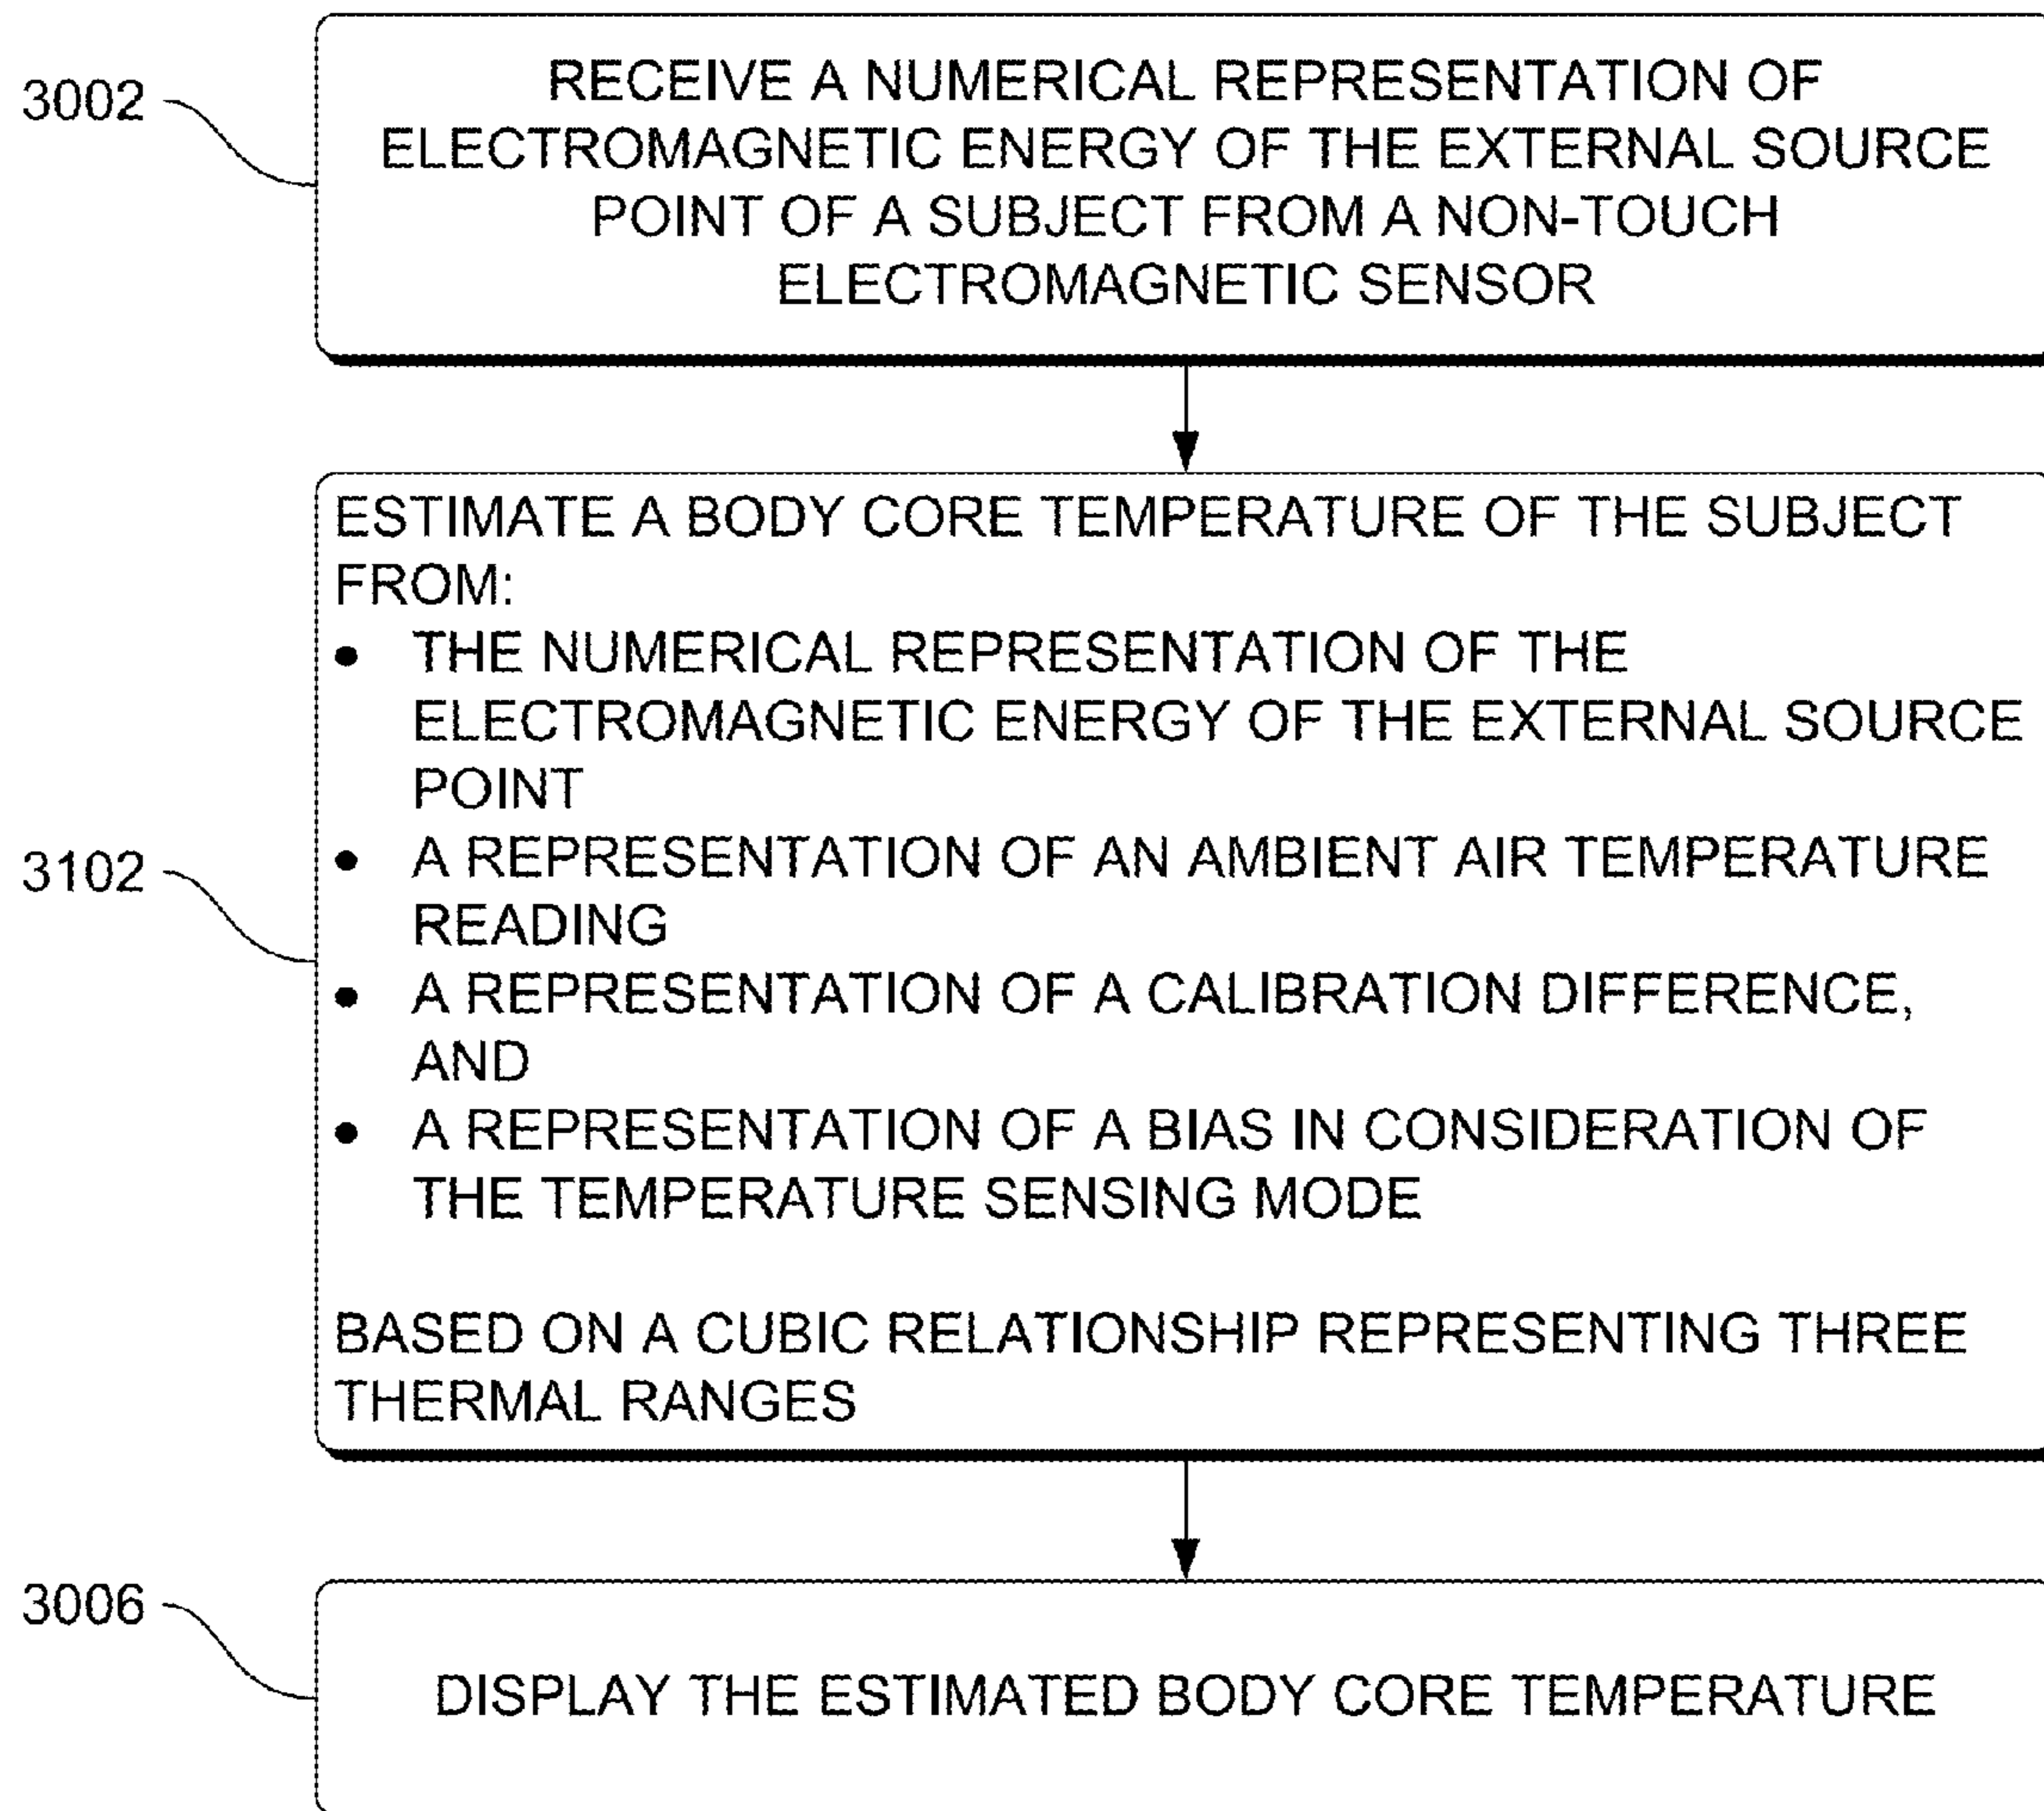 3002
RECEIVE A NUMERICAL REPRESENTATION OF
ELECTROMAGNETIC ENERGY OF THE EXTERNAL SOURCE
POINT OF A SUBJECT FROM A NON-TOUCH
ELECTROMAGNETIC SENSOR
3102
ESTIMATE A BODY CORE TEMPERATURE OF THE SUBJECT
FROM:
• THE NUMERICAL REPRESENTATION OF THE
ELECTROMAGNETIC ENERGY OF THE EXTERNAL SOURCE
POINT
• A REPRESENTATION OF AN AMBIENT AIR TEMPERATURE
READING
• A REPRESENTATION OF A CALIBRATION DIFFERENCE,
AND
• A REPRESENTATION OF A BIAS IN CONSIDERATION OF
THE TEMPERATURE SENSING MODE
BASED ON A CUBIC RELATIONSHIP REPRESENTING THREE
THERMAL RANGES
3006
DISPLAY THE ESTIMATED BODY CORE TEMPERATURE